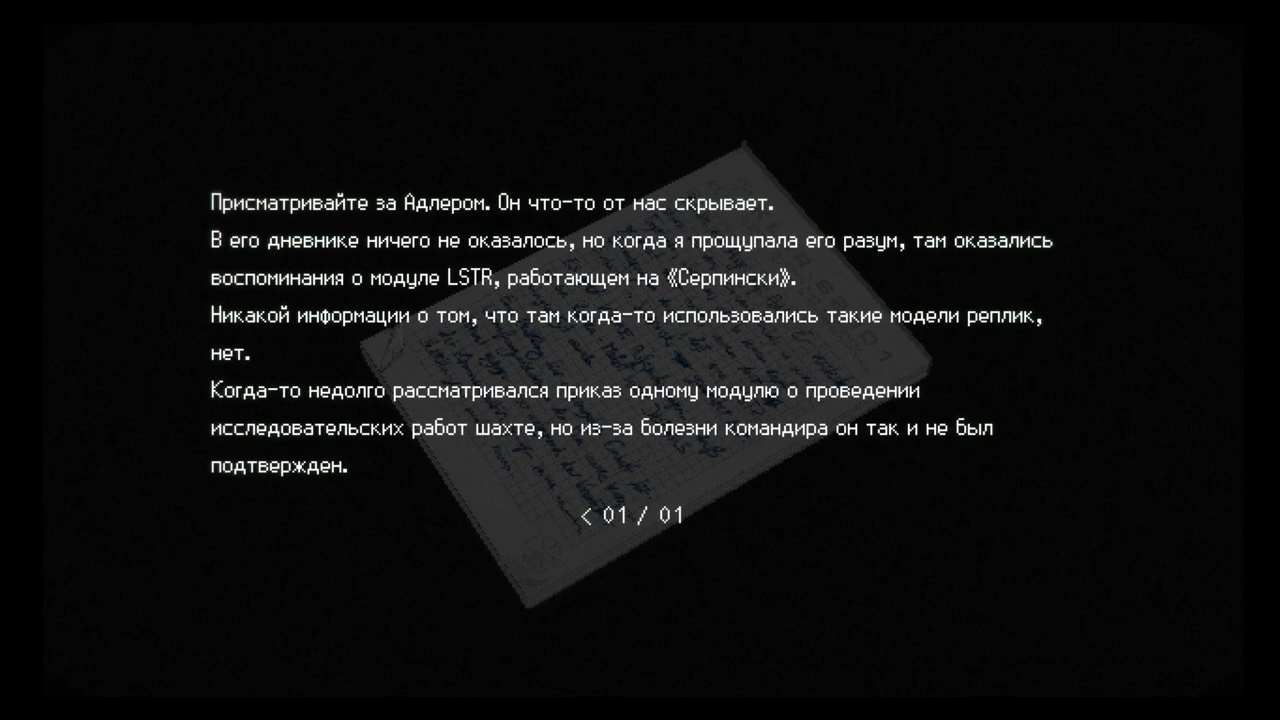 Присматривайте за Адлером. Он что-то от нас скрывает.
В его дневнике ничего не оказалось, но когда я прощупала его разум, там оказались
воспоминания о модуле LSTR, работающем на 《Серпински》.
Никакой информации о том, что там когда-то использовались такие модели реплик,
нет.
Когда-то недолго рассматривался приказ одному модулю о проведении
исследовательских работ шахте, но из-за болезни командира он так и не был
подтвержден.
< 01 / 01